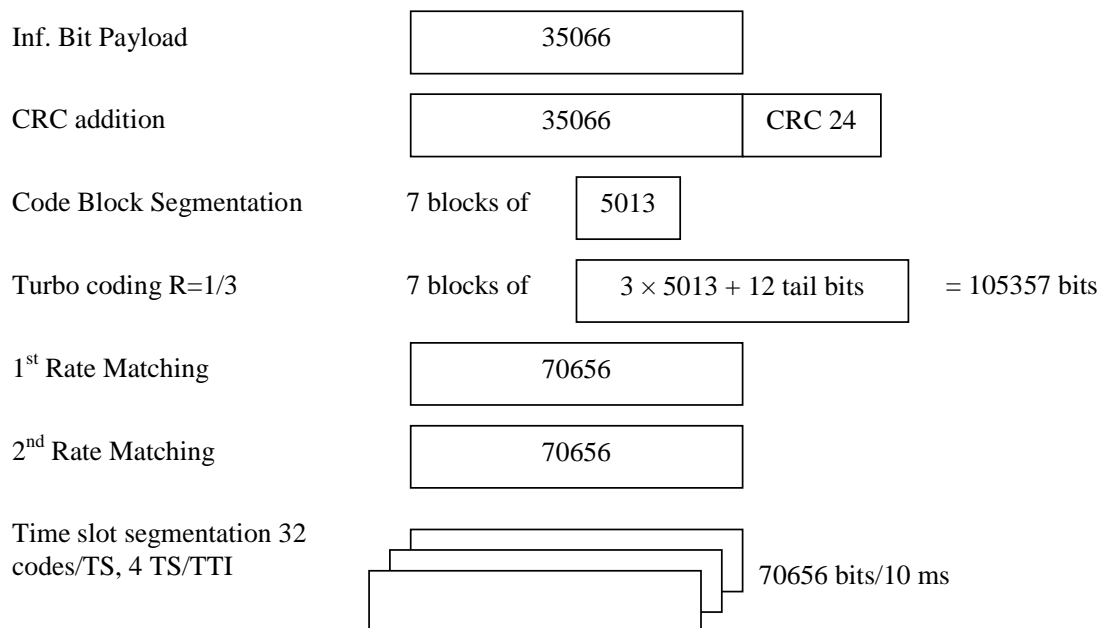 Inf. Bit Payload 35066
CRC addition 35066 CRC 24
Code Block Segmentation 7 blocks of 5013
Turbo coding R=1/3 7 blocks of 3 × 5013 + 12 tail bits = 105357 bits
1st Rate Matching 70656
2nd Rate Matching 70656
Time slot segmentation 32
codes/TS, 4 TS/TTI
70656 bits/10 ms